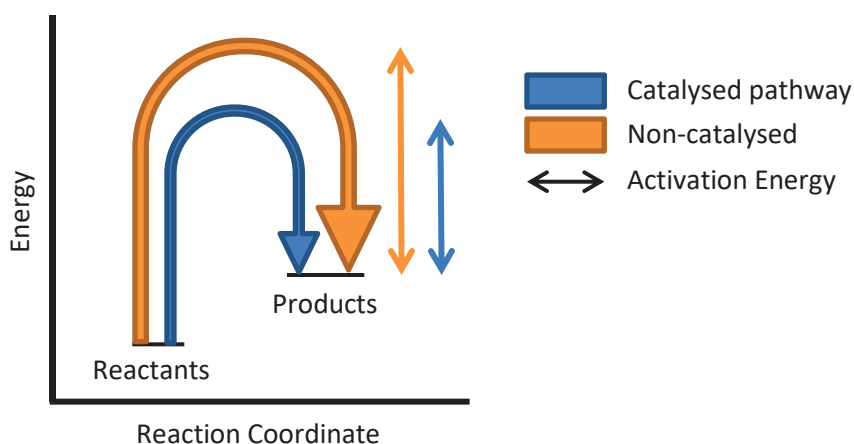 Energy
Products
Reactants
Reaction Coordinate
Catalysed pathway
Non-catalysed
Activation Energy